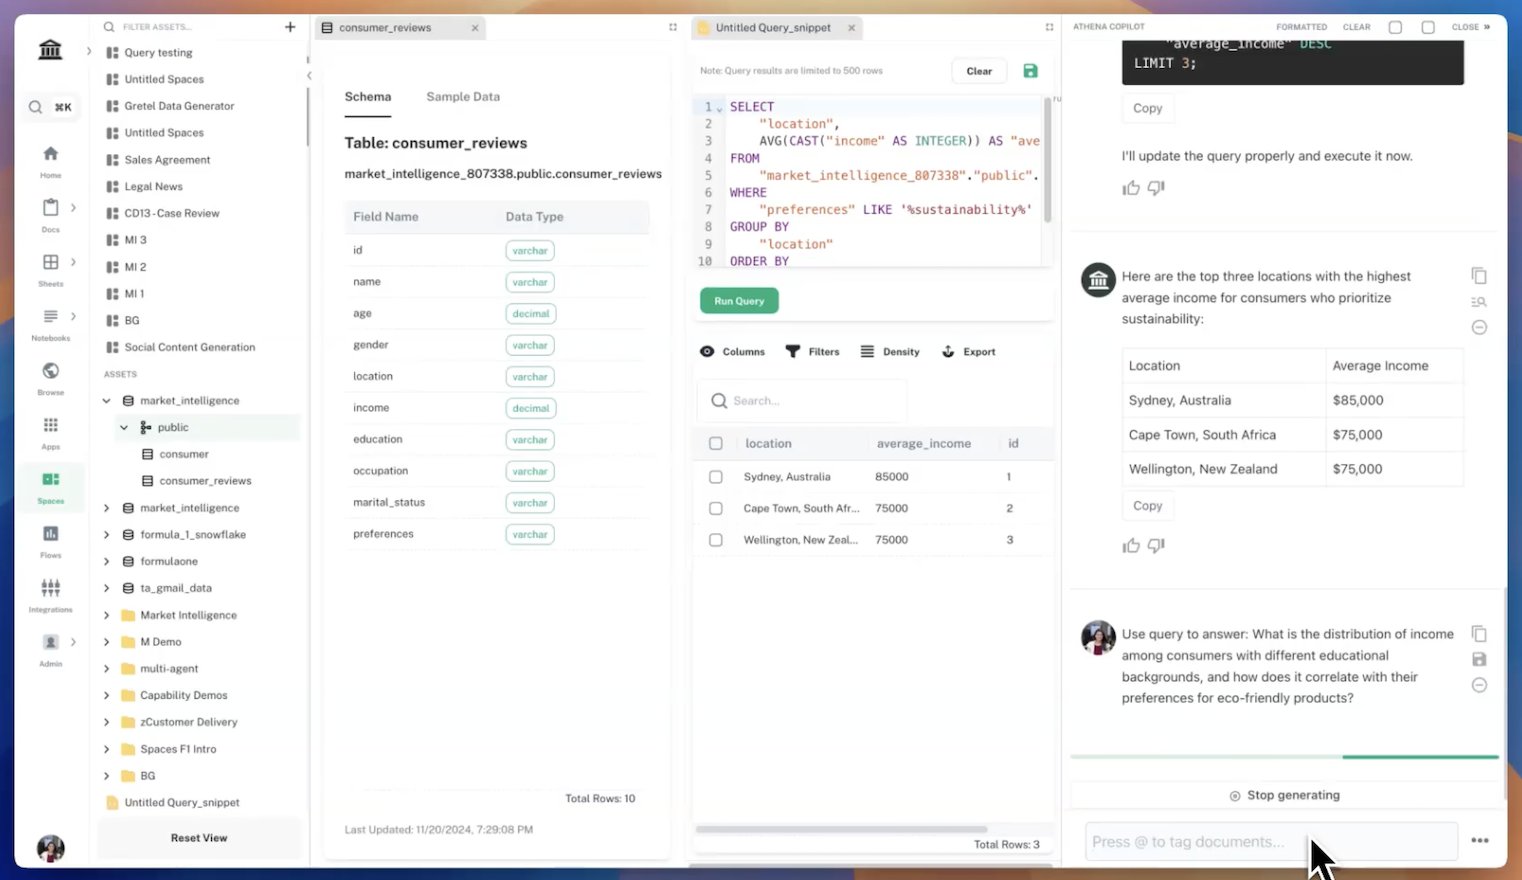 ⌘K
Home
Docs
Sheets
Notebooks
Browse
Apps
Spaces
Flows
Integrations
Admin
FILTER ASSETS...
Query testing
Untitled Spaces
Gretel Data Generator
Untitled Spaces
Sales Agreement
Legal News
CD13 - Case Review
MI 3
MI 2
MI 1
BG
Social Content Generation
ASSETS
market_intelligence
public
consumer
consumer_reviews
market_intelligence
formula_1_snowflake
formulaone
ta_gmail_data
Market Intelligence
M Demo
multi-agent
Capability Demos
zCustomer Delivery
Spaces F1 Intro
BG
Untitled Query_snippet
Reset View
consumer_reviews
Schema
Sample Data
Table: consumer_reviews
market_intelligence_807338.public.consumer_reviews
Field Name Data Type
id varchar
name varchar
age decimal
gender varchar
location varchar
income decimal
education varchar
occupation varchar
marital_status varchar
preferences varchar
Total Rows: 10
Last Updated: 11/20/2024, 7:29:08 PM
Untitled Query_snippet
Note: Query results are limited to 500 rows
Clear
1 SELECT
2 "location",
3 AVG(CAST("income" AS INTEGER)) AS "ave
4 FROM
5 "market_intelligence_807338"."public".
6 WHERE
7 "preferences" LIKE '%sustainability%'
8 GROUP BY
9 "location"
10 ORDER BY
Run Query
Columns Filters Density Export
Search...
location average_income id
Sydney, Australia 85000 1
Cape Town, South Afr... 75000 2
Wellington, New Zeal... 75000 3
Total Rows: 3
ATHENA COPILOT FORMATTED CLEAR CLOSE »
"average_income" DESC
LIMIT 3;
Copy
I'll update the query properly and execute it now.
Here are the top three locations with the highest
average income for consumers who prioritize
sustainability:
Location Average Income
Sydney, Australia $85,000
Cape Town, South Africa $75,000
Wellington, New Zealand $75,000
Copy
Use query to answer: What is the distribution of income
among consumers with different educational
backgrounds, and how does it correlate with their
preferences for eco-friendly products?
Stop generating
Press @ to tag documents...